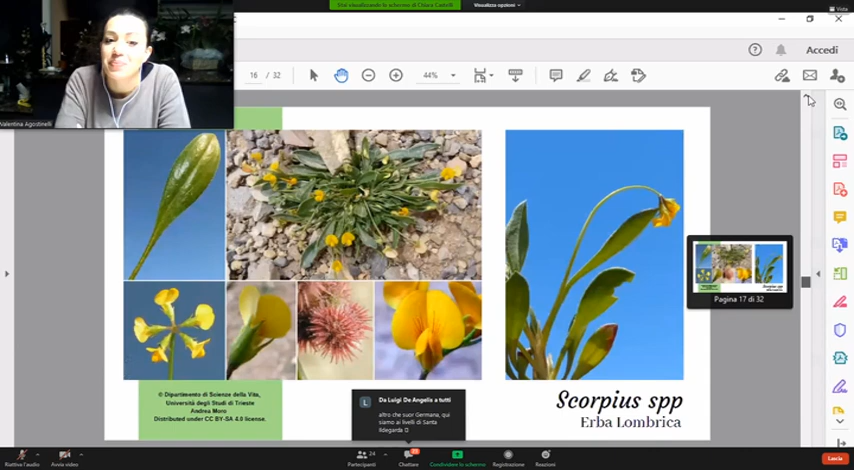 Stai visualizzando lo schermo di Chiara Castelli
Visualizza opzioni
Vista
Accedi
16 / 32
44%
Valentina Agostinelli
Pagina 17 di 32
© Dipartimento di Scienze della Vita,
Università degli Studi di Trieste
Andrea Moro
Distributed under CC BY-SA 4.0 license.
Da Luigi De Angelis a tutti
L
altro che suor Germana, qui
siamo ai livelli di Santa
Ildegarda
Scorpius spp
Erba Lombrica
Riattiva l'audio
Avvia video
24
Partecipanti
Chattare
Condividere lo schermo
Registrazione
Reazioni
Lascia